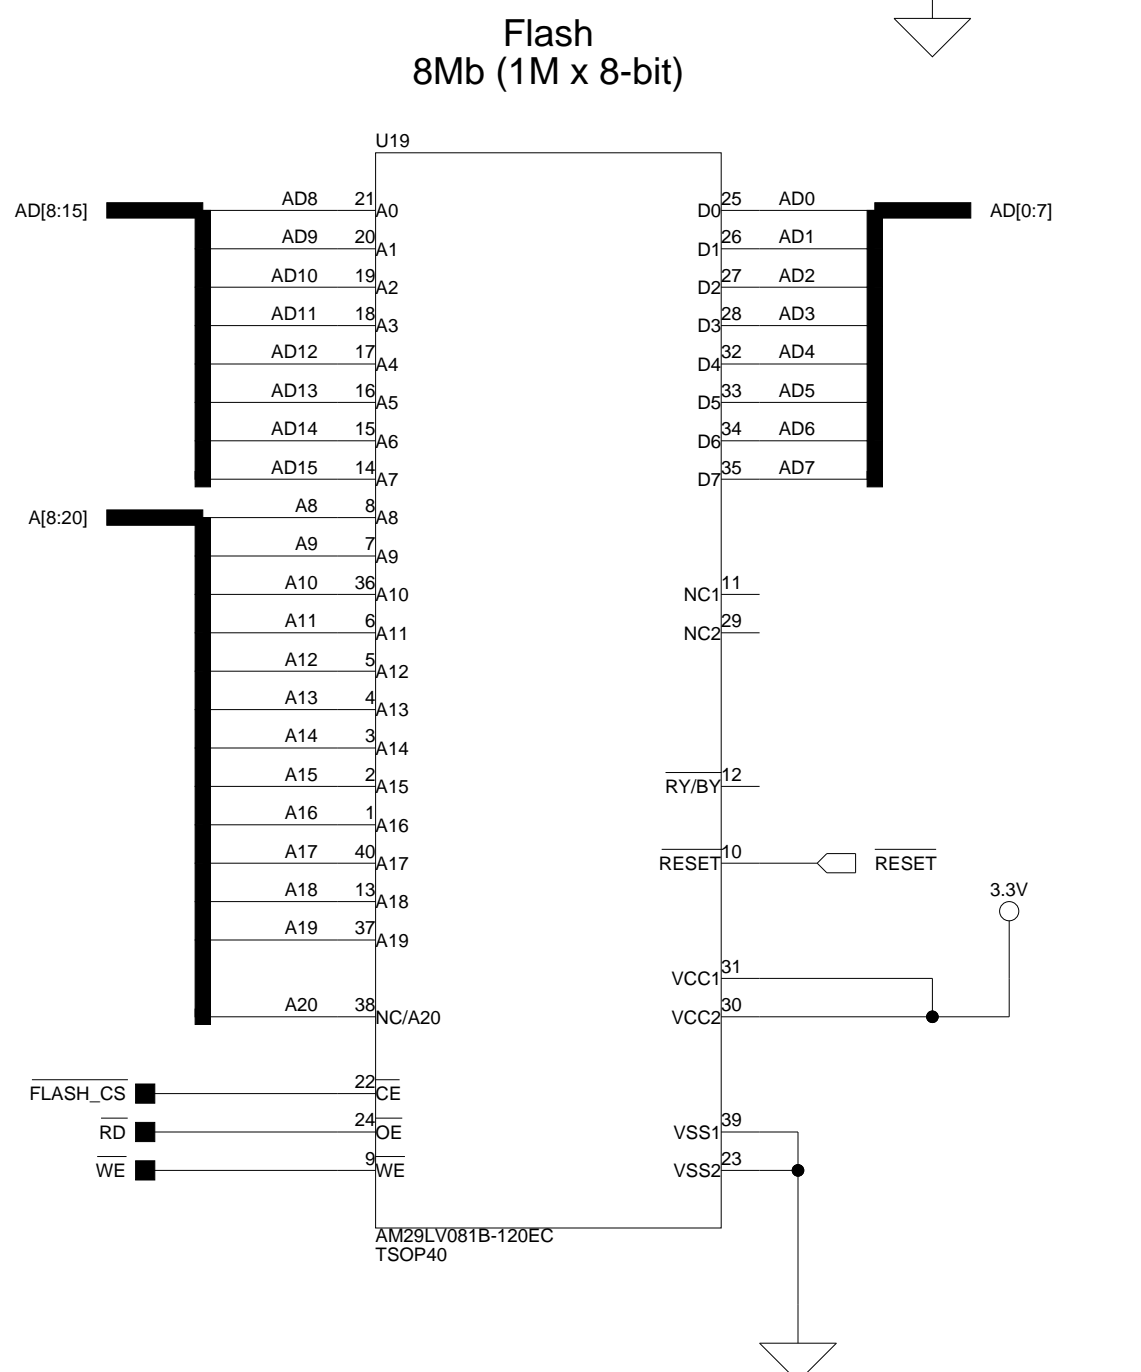 Flash
8Mb (1M x 8-bit)
U19
AD[8:15] AD8 21 A0 D0 25 AD0 AD[0:7]
AD9 20 A1 D1 26 AD1
AD10 19 A2 D2 27 AD2
AD11 18 A3 D3 28 AD3
AD12 17 A4 D4 32 AD4
AD13 16 A5 D5 33 AD5
AD14 15 A6 D6 34 AD6
AD15 14 A7 D7 35 AD7
A[8:20] A8 8 A8
A9 7 A9
A10 36 A10 NC1 11
A11 6 A11 NC2 29
A12 5 A12
A13 4 A13
A14 3 A14
A15 2 A15 RY/BY 12
A16 1 A16
A17 40 A17 RESET 10 RESET
A18 13 A18 3.3V
A19 37 A19
VCC1 31
A20 38 NC/A20 VCC2 30
FLASH_CS 22 CE
RD 24 OE VSS1 39
WE 9 WE VSS2 23
AM29LV081B-120EC
TSOP40